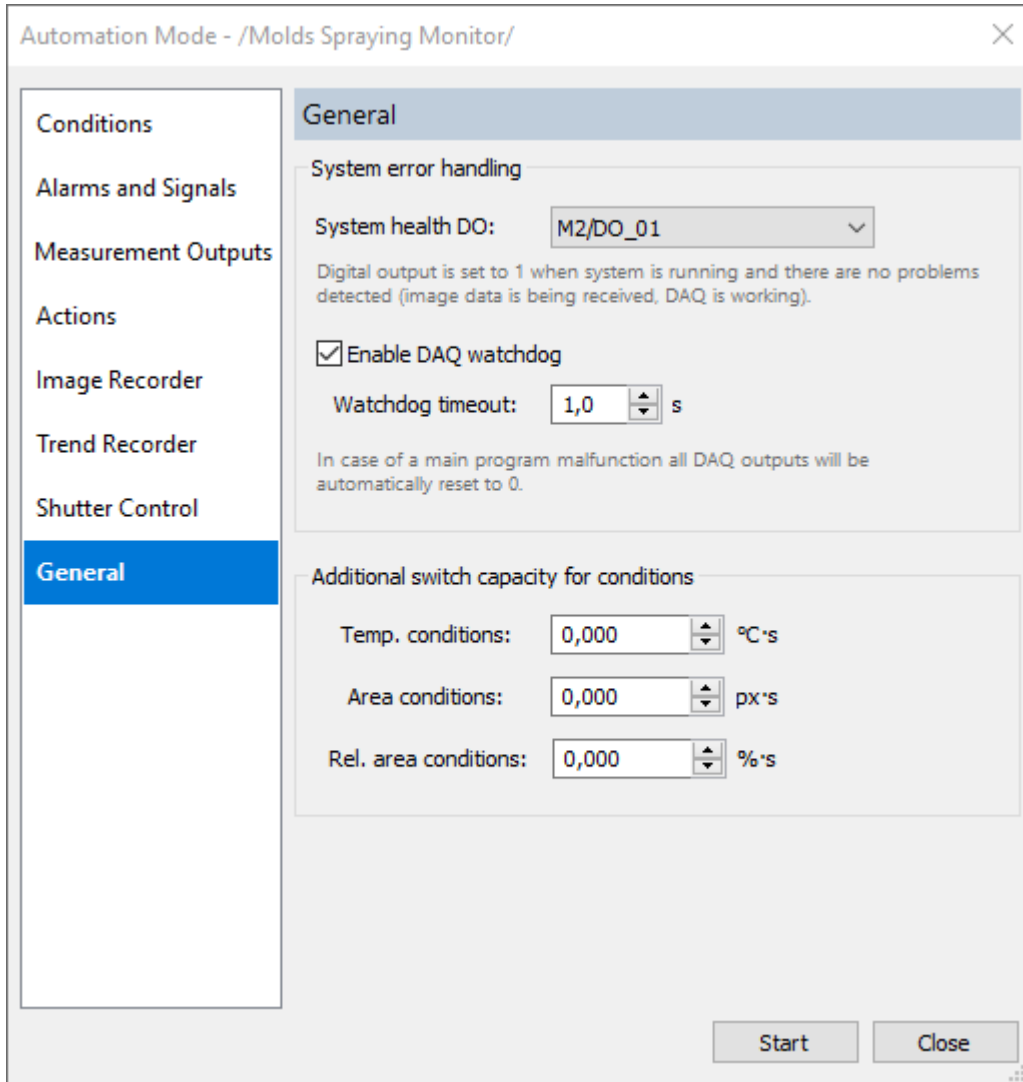 Automation Mode - /Molds Spraying Monitor/
Conditions
Alarms and Signals
Measurement Outputs
Actions
Image Recorder
Trend Recorder
Shutter Control
General
General
System error handling
System health DO: M2/DO_01
Digital output is set to 1 when system is running and there are no problems
detected (image data is being received, DAQ is working).
Enable DAQ watchdog
Watchdog timeout: 1,0 s
In case of a main program malfunction all DAQ outputs will be
automatically reset to 0.
Additional switch capacity for conditions
Temp. conditions: 0,000 °C·s
Area conditions: 0,000 px·s
Rel. area conditions: 0,000 %·s
Start Close